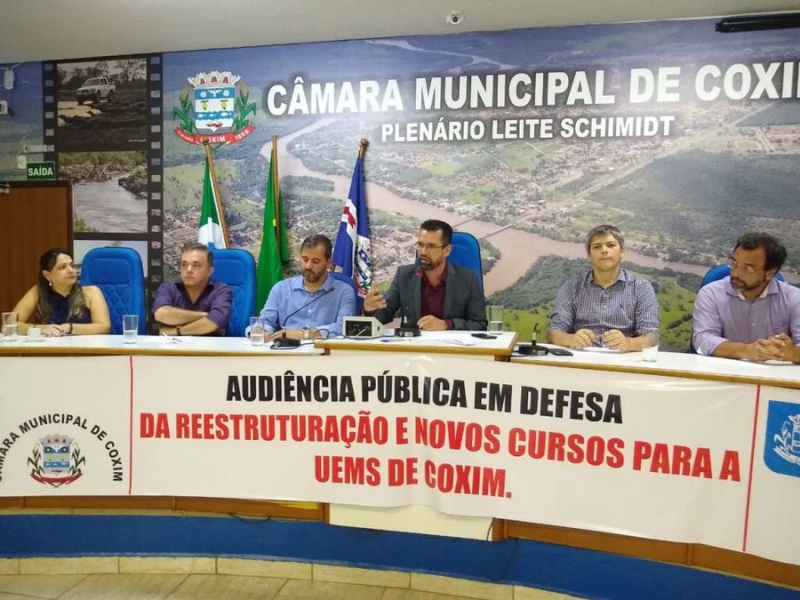 CÂMARA MUNICIPAL DE COXIM
PLENÁRIO LEITE SCHIMIDT
COXIM
SAÍDA
AUDIÊNCIA PÚBLICA EM DEFESA
DA REESTRUTURAÇÃO E NOVOS CURSOS PARA A
UEMS DE COXIM.
CÂMARA MUNICIPAL DE COXIM